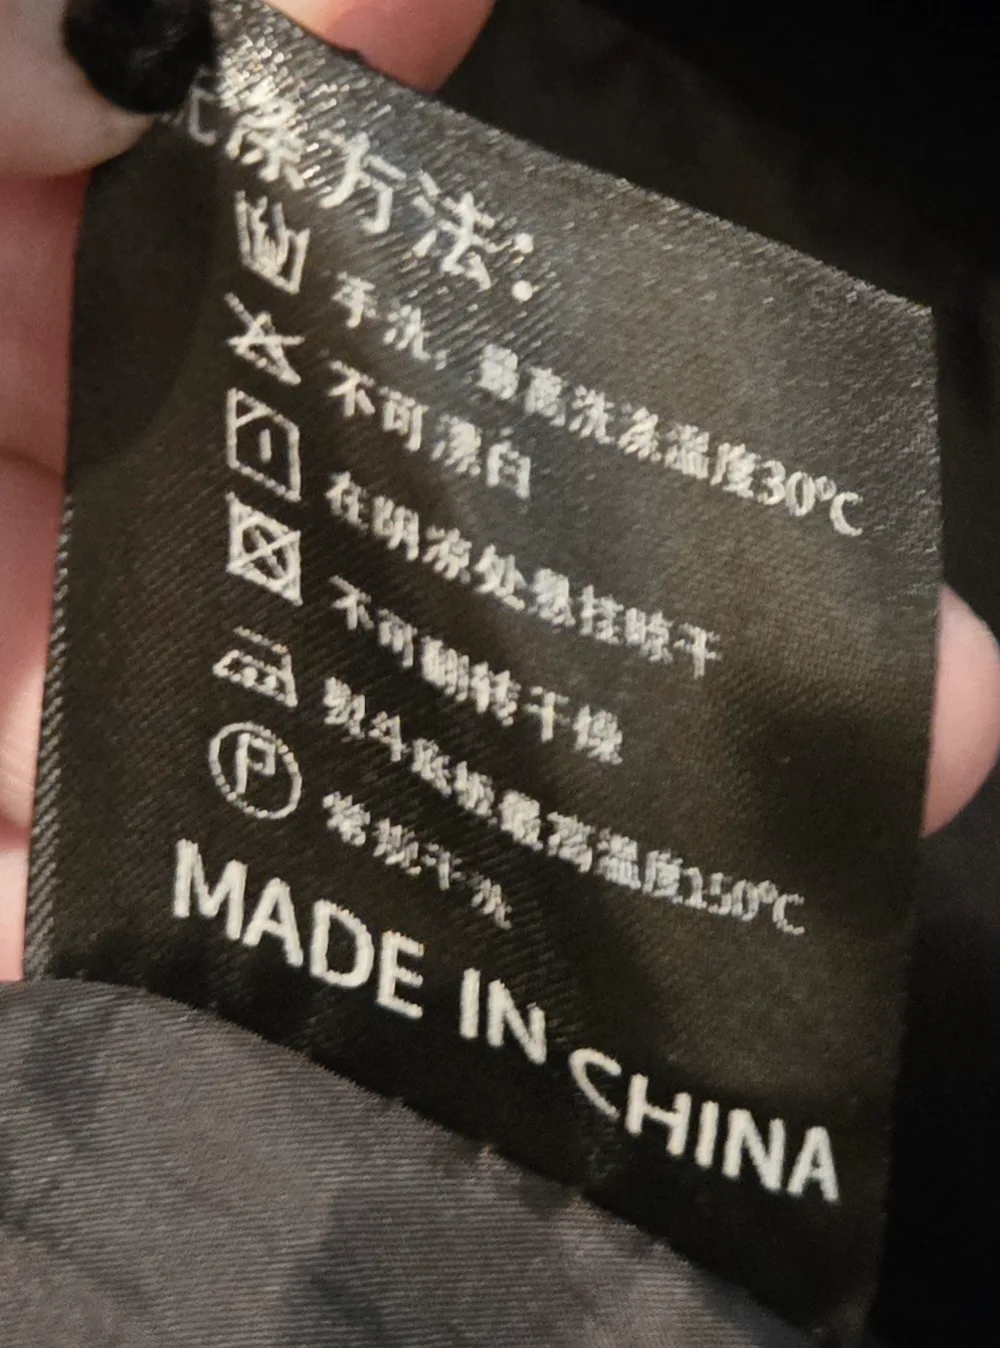 洗涤方法:
手洗，最高洗涤温度30℃
不可漂白
在阴凉处悬挂晾干
不可翻转干燥
熨斗底板最高温度150℃
常规干洗
MADE IN CHINA